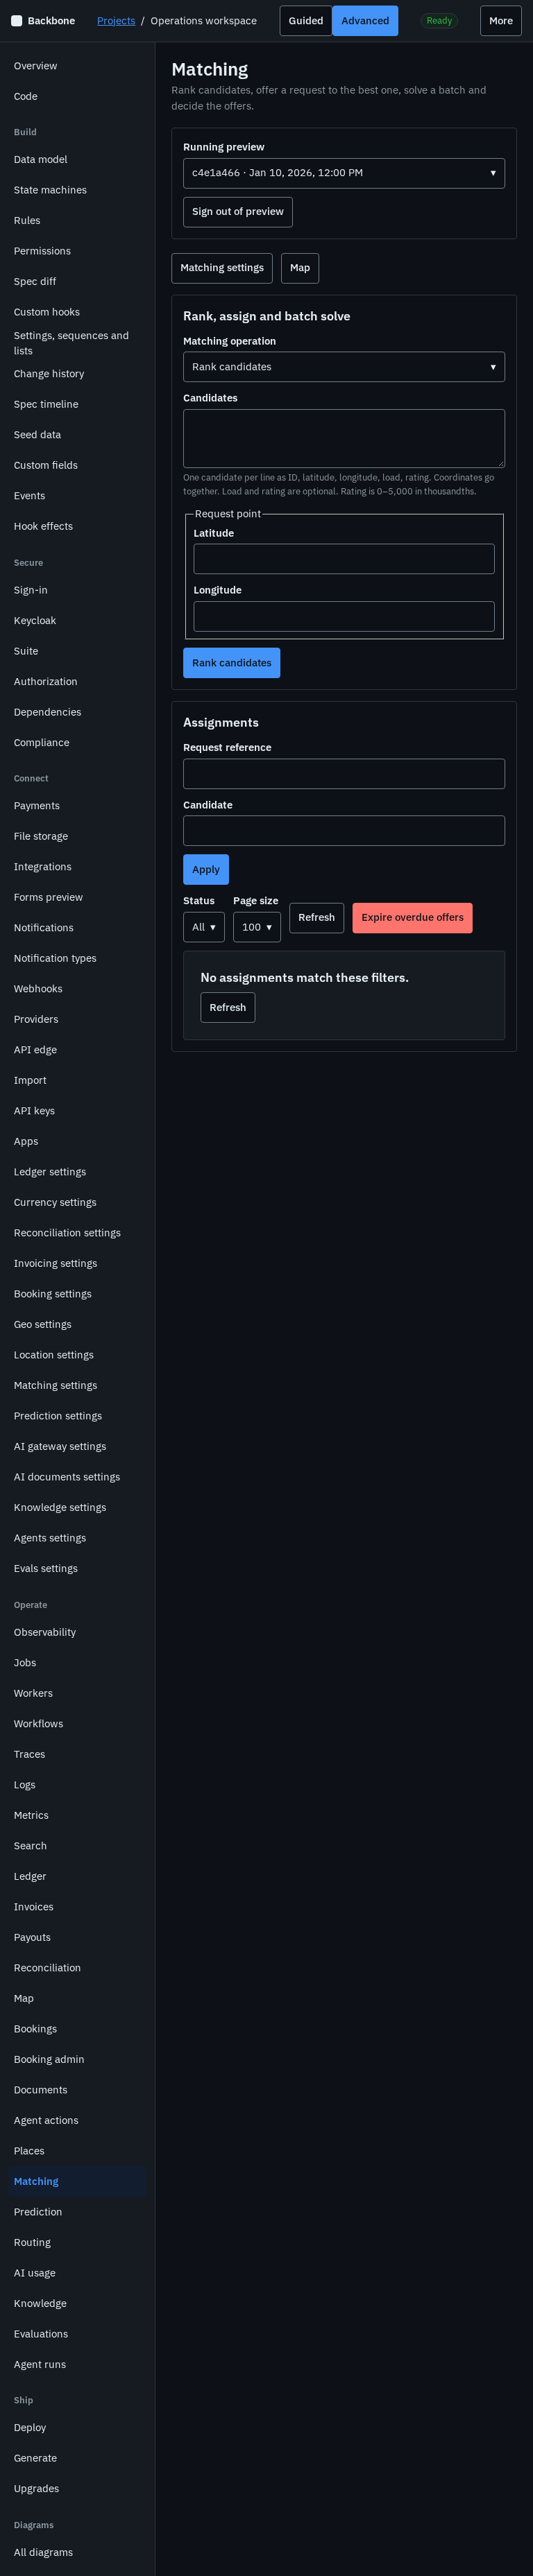 Backbone
Projects / Operations workspace
Guided
Advanced
Ready
More
Overview
Code
Build
Data model
State machines
Rules
Permissions
Spec diff
Custom hooks
Settings, sequences and
lists
Change history
Spec timeline
Seed data
Custom fields
Events
Hook effects
Secure
Sign-in
Keycloak
Suite
Authorization
Dependencies
Compliance
Connect
Payments
File storage
Integrations
Forms preview
Notifications
Notification types
Webhooks
Providers
API edge
Import
API keys
Apps
Ledger settings
Currency settings
Reconciliation settings
Invoicing settings
Booking settings
Geo settings
Location settings
Matching settings
Prediction settings
AI gateway settings
AI documents settings
Knowledge settings
Agents settings
Evals settings
Operate
Observability
Jobs
Workers
Workflows
Traces
Logs
Metrics
Search
Ledger
Invoices
Payouts
Reconciliation
Map
Bookings
Booking admin
Documents
Agent actions
Places
Matching
Prediction
Routing
AI usage
Knowledge
Evaluations
Agent runs
Ship
Deploy
Generate
Upgrades
Diagrams
All diagrams
Matching
Rank candidates, offer a request to the best one, solve a batch and
decide the offers.
Running preview
c4e1a466 · Jan 10, 2026, 12:00 PM
Sign out of preview
Matching settings
Map
Rank, assign and batch solve
Matching operation
Rank candidates
Candidates
One candidate per line as ID, latitude, longitude, load, rating. Coordinates go
together. Load and rating are optional. Rating is 0–5,000 in thousandths.
Request point
Latitude
Longitude
Rank candidates
Assignments
Request reference
Candidate
Apply
Status
All
Page size
100
Refresh
Expire overdue offers
No assignments match these filters.
Refresh